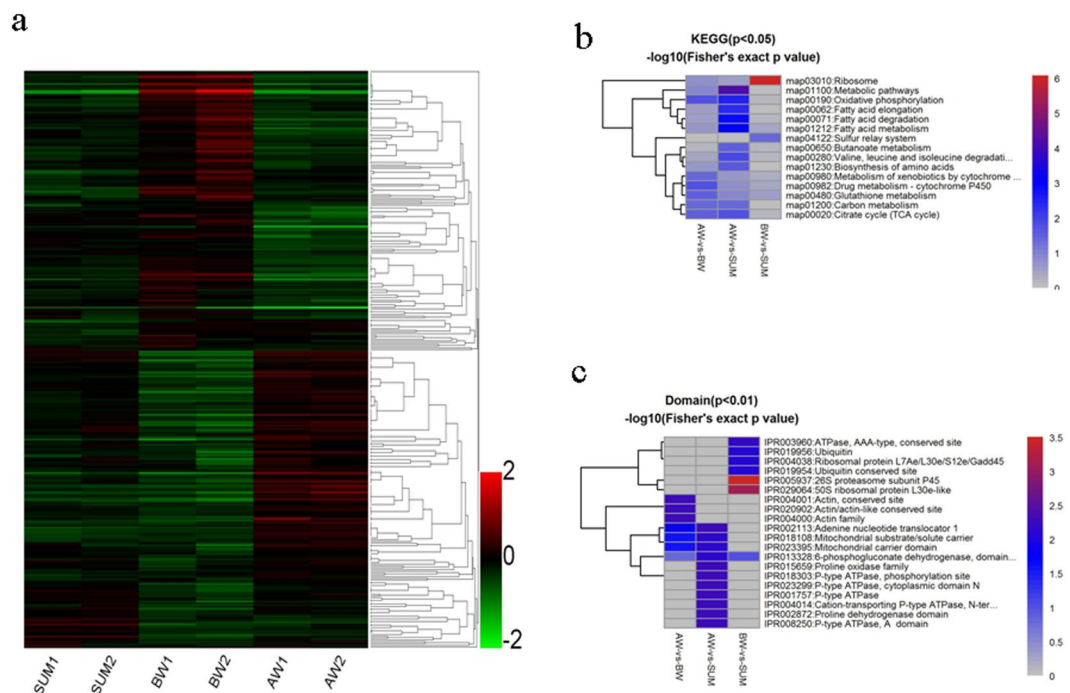 a
2
0
-2
SUM1
SUM2
BW1
BW2
AW1
AW2
b
KEGG(p<0.05)
-log10(Fisher's exact p value)
map03010:Ribosome
map01100:Metabolic pathways
map00190:Oxidative phosphorylation
map00062:Fatty acid elongation
map00071:Fatty acid degradation
map01212:Fatty acid metabolism
map04122:Sulfur relay system
map00650:Butanoate metabolism
map00280:Valine, leucine and isoleucine degradati...
map01230:Biosynthesis of amino acids
map00980:Metabolism of xenobiotics by cytochrome ...
map00982:Drug metabolism - cytochrome P450
map00480:Glutathione metabolism
map01200:Carbon metabolism
map00020:Citrate cycle (TCA cycle)
AW-vs-BW
AW-vs-SUM
BW-vs-SUM
6
5
4
3
2
1
0
c
Domain(p<0.01)
-log10(Fisher's exact p value)
IPR003960:ATPase, AAA-type, conserved site
IPR019956:Ubiquitin
IPR004038:Ribosomal protein L7Ae/L30e/S12e/Gadd45
IPR019954:Ubiquitin conserved site
IPR005937:26S proteasome subunit P45
IPR029064:50S ribosomal protein L30e-like
IPR004001:Actin, conserved site
IPR020902:Actin/actin-like conserved site
IPR004000:Actin family
IPR002113:Adenine nucleotide translocator 1
IPR018108:Mitochondrial substrate/solute carrier
IPR023395:Mitochondrial carrier domain
IPR013328:6-phosphogluconate dehydrogenase, domain...
IPR015659:Proline oxidase family
IPR018303:P-type ATPase, phosphorylation site
IPR023299:P-type ATPase, cytoplasmic domain N
IPR001757:P-type ATPase
IPR004014:Cation-transporting P-type ATPase, N-ter...
IPR002872:Proline dehydrogenase domain
IPR008250:P-type ATPase, A domain
AW-vs-BW
AW-vs-SUM
BW-vs-SUM
3.5
3
2.5
2
1.5
1
0.5
0